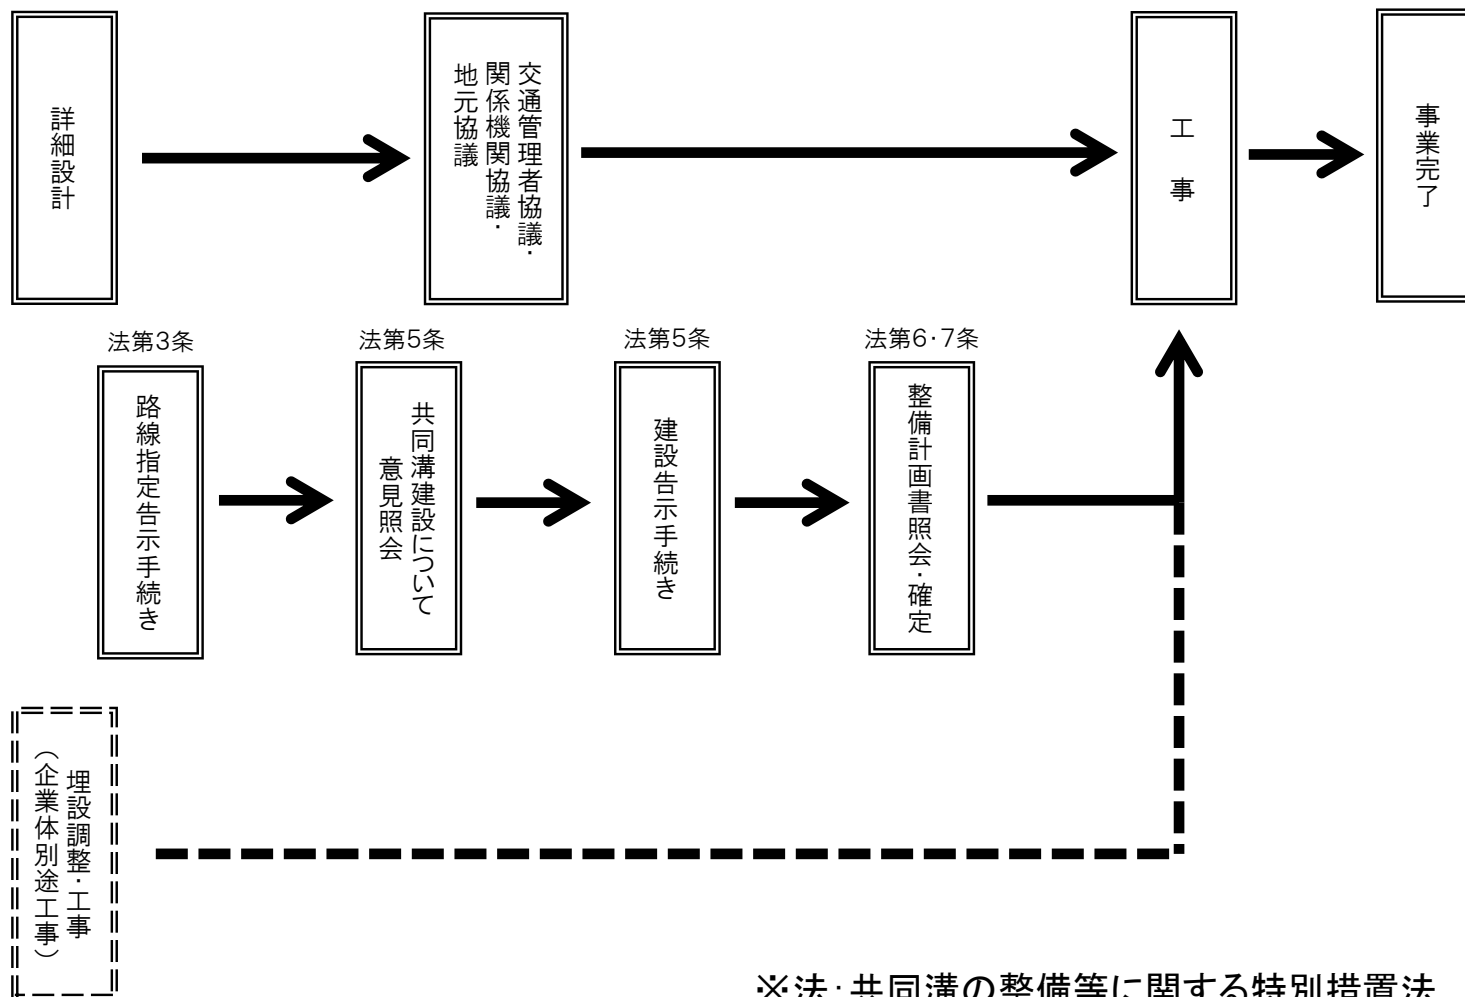 詳細設計
交通管理者協議・
関係機関協議・
地元協議
工　事
事業完了
法第3条
路線指定告示手続き
法第5条
共同溝建設について
意見照会
法第5条
建設告示手続き
法第6・7条
整備計画書照会・確定
埋設調整・工事
（企業体別途工事）
※法：共同溝の整備等に関する特別措置法